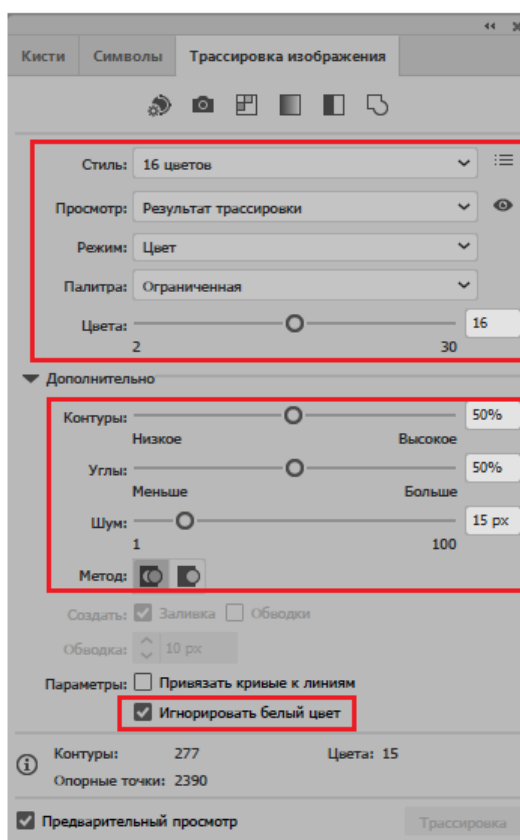 Кисти Символы Трассировка изображения
Стиль: 16 цветов
Просмотр: Результат трассировки
Режим: Цвет
Палитра: Ограниченная
Цвета: 16
2 30
Дополнительно
Контуры: 50%
Низкое Высокое
Углы: 50%
Меньше Больше
Шум: 15 px
1 100
Метод:
Создать: Заливка Обводки
Обводка: 10 px
Параметры: Привязать кривые к линиям
Игнорировать белый цвет
Контуры: 277 Цвета: 15
Опорные точки: 2390
Предварительный просмотр Трассировка